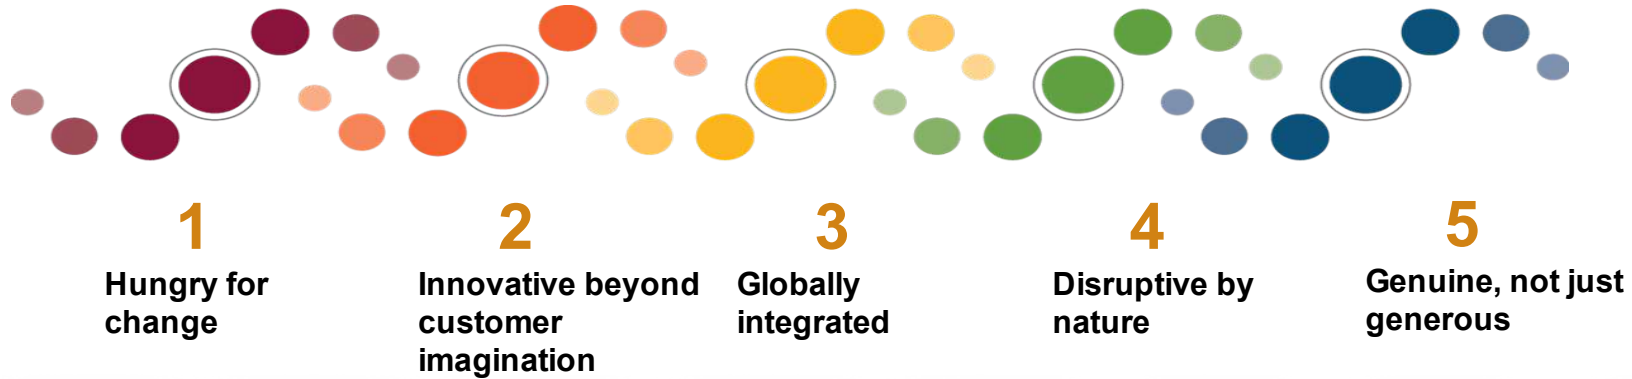 1
Hungry for
change
2
Innovative beyond
customer
imagination
3
Globally
integrated
4
Disruptive by
nature
5
Genuine, not just
generous